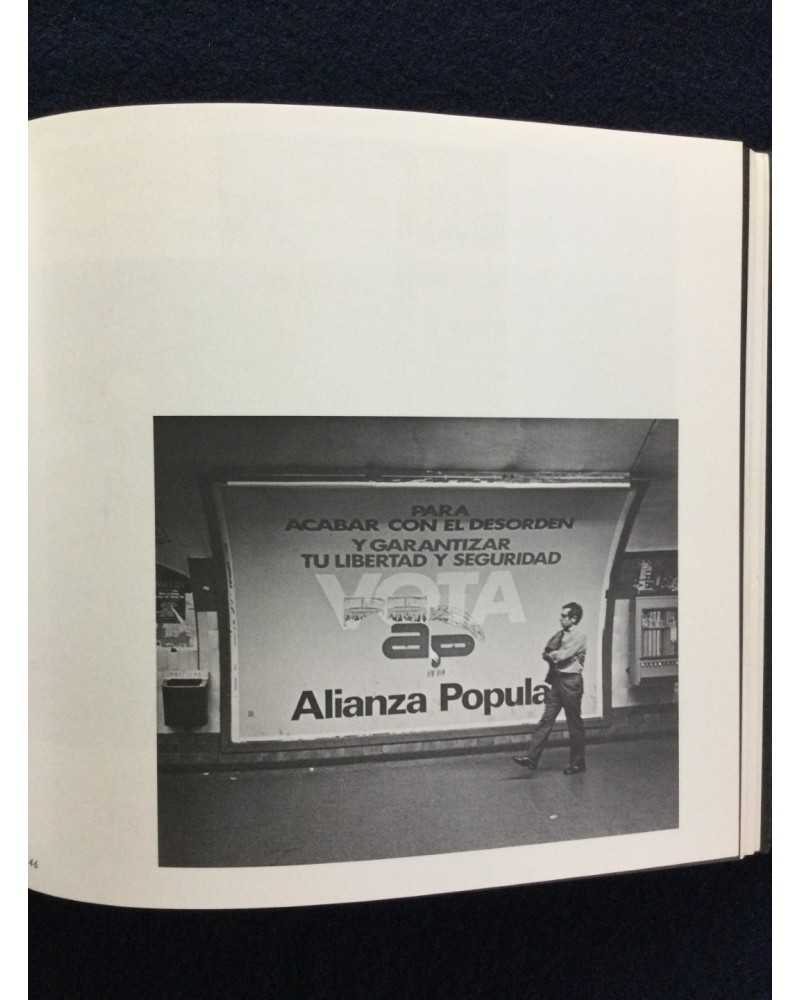 PARA
ACABAR CON EL DESORDEN
Y GARANTIZAR
TU LIBERTAD Y SEGURIDAD
VOTA
ap
Alianza Popula
46